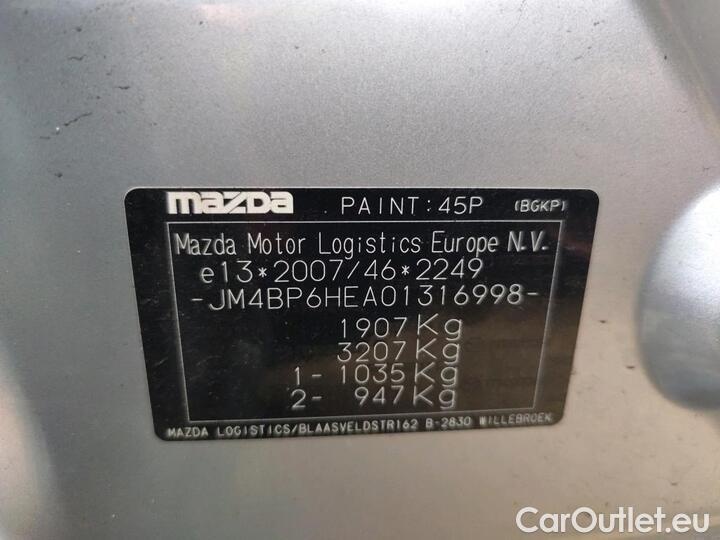 mazda PAINT: 45P (BGKP)
Mazda Motor Logistics Europe N.V.
e13*2007/46*2249
-JM4BP6HEA01316998-
1907Kg
3207Kg
1- 1035Kg
2- 947Kg
MAZDA LOGISTICS/BLAASVELDSTR162 B-2830 WILLEBROEK
CarOutlet.eu